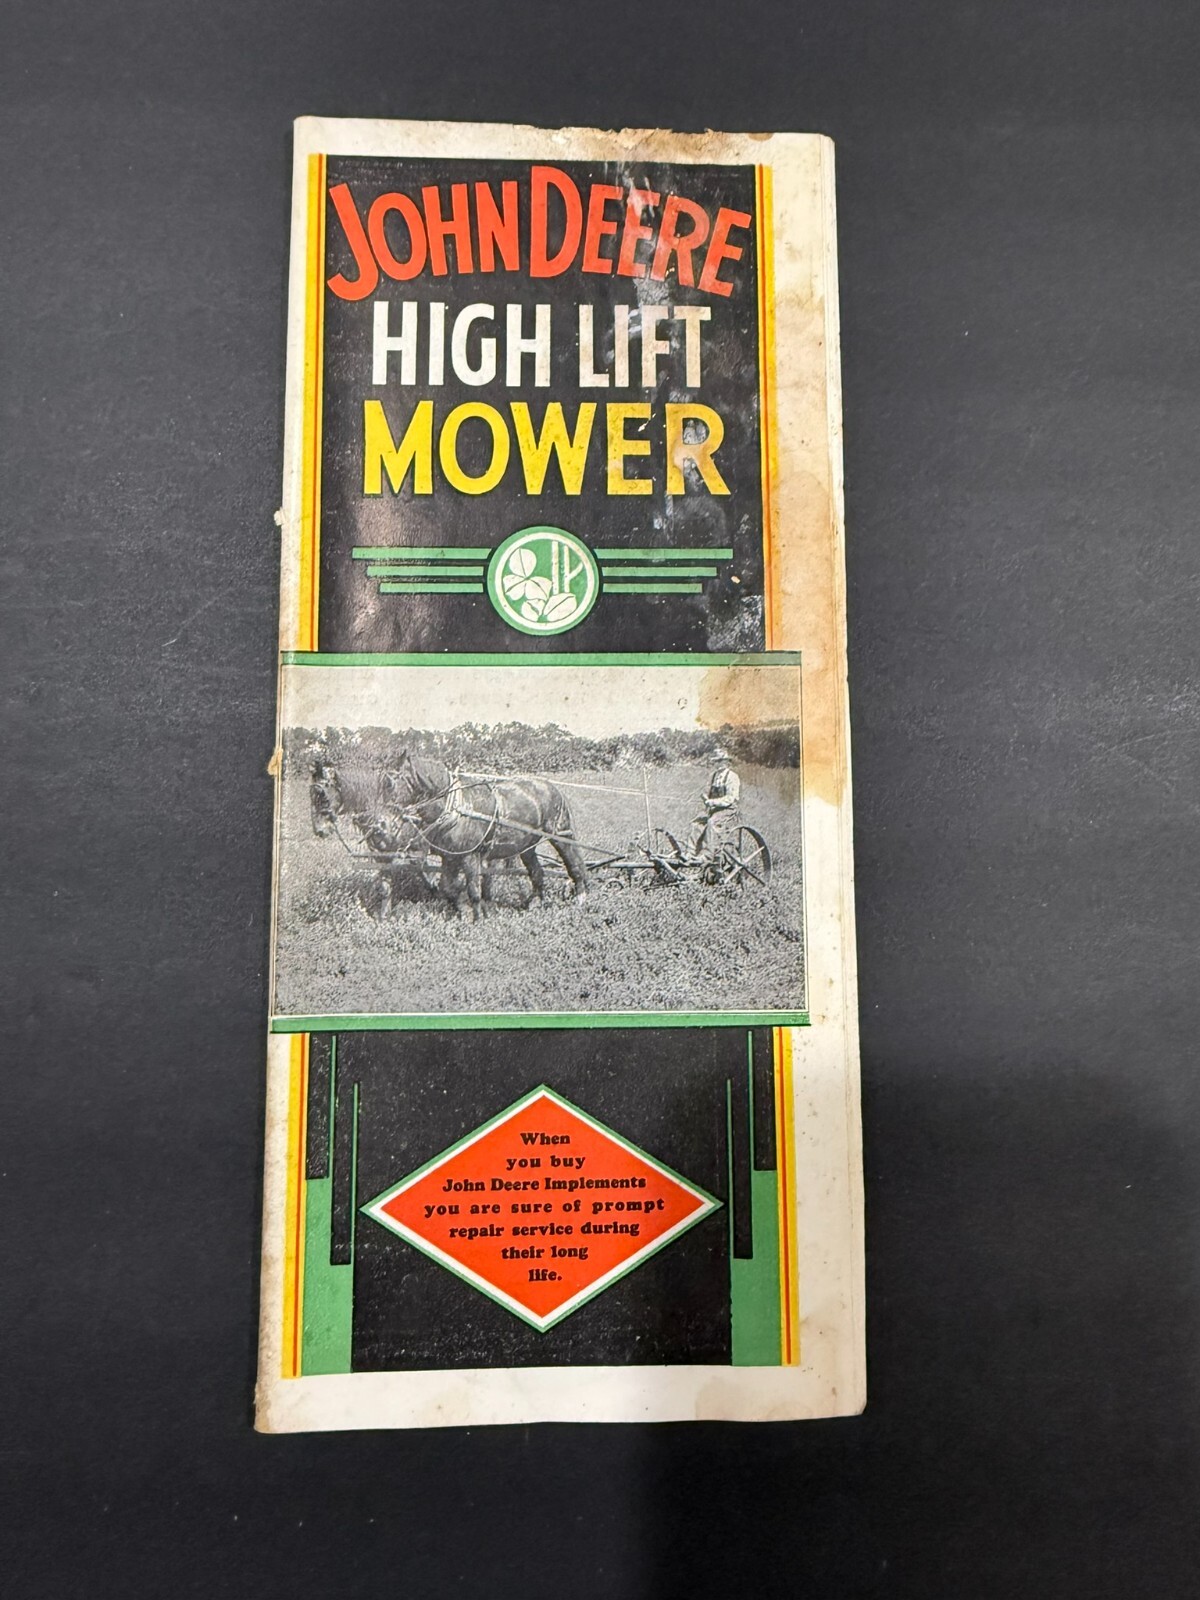 JOHN DEERE
HIGH LIFT
MOWER
When
you buy
John Deere Implements
you are sure of prompt
repair service during
their long
life.